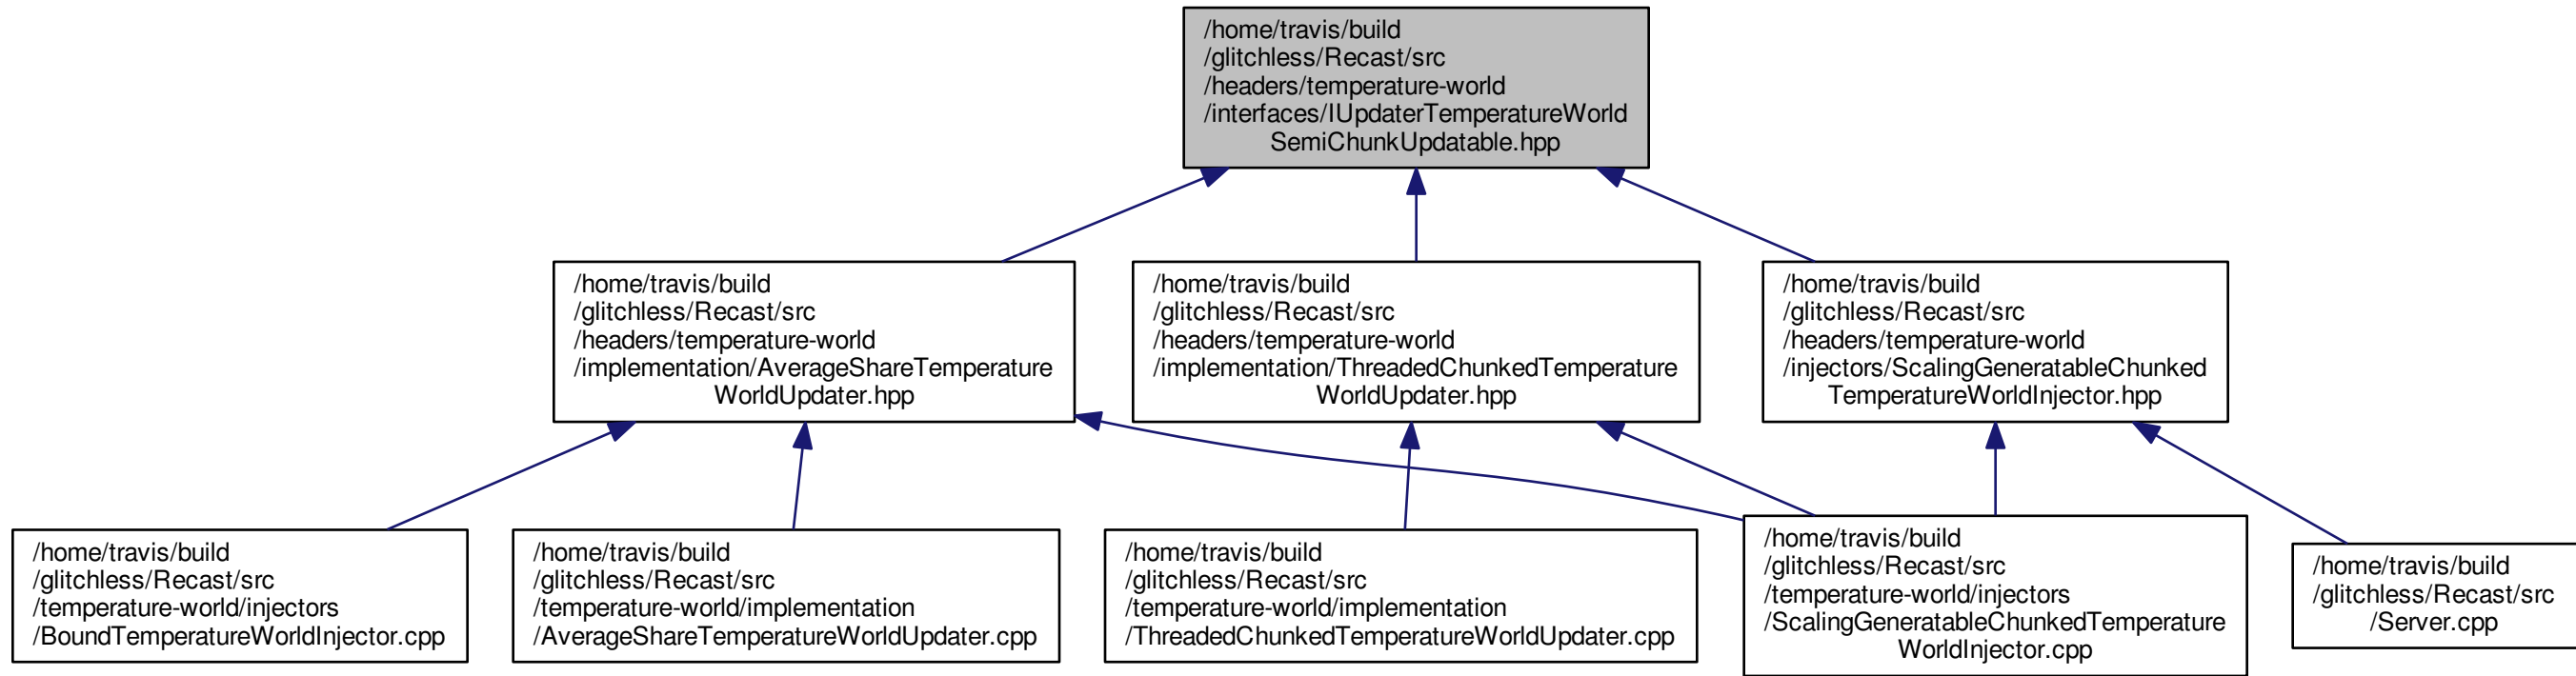 /home/travis/build
/glitchless/Recast/src
/headers/temperature-world
/interfaces/IUpdaterTemperatureWorld
SemiChunkUpdatable.hpp
/home/travis/build
/glitchless/Recast/src
/headers/temperature-world
/implementation/AverageShareTemperature
WorldUpdater.hpp
/home/travis/build
/glitchless/Recast/src
/headers/temperature-world
/implementation/ThreadedChunkedTemperature
WorldUpdater.hpp
/home/travis/build
/glitchless/Recast/src
/headers/temperature-world
/injectors/ScalingGeneratableChunked
TemperatureWorldInjector.hpp
/home/travis/build
/glitchless/Recast/src
/temperature-world/injectors
/BoundTemperatureWorldInjector.cpp
/home/travis/build
/glitchless/Recast/src
/temperature-world/implementation
/AverageShareTemperatureWorldUpdater.cpp
/home/travis/build
/glitchless/Recast/src
/temperature-world/implementation
/ThreadedChunkedTemperatureWorldUpdater.cpp
/home/travis/build
/glitchless/Recast/src
/temperature-world/injectors
/ScalingGeneratableChunkedTemperature
WorldInjector.cpp
/home/travis/build
/glitchless/Recast/src
/Server.cpp